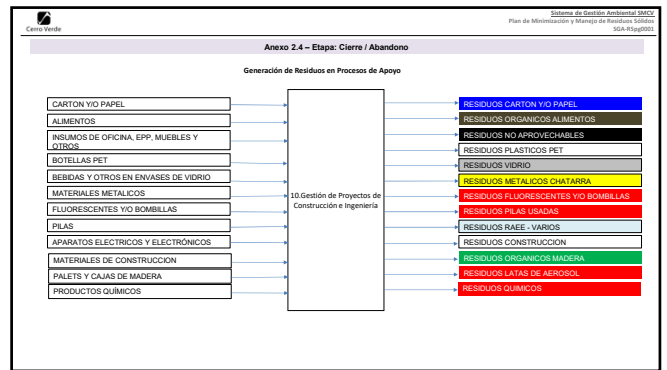 Cerro Verde
Sistema de Gestión Ambiental SMCV
Plan de Minimización y Manejo de Residuos Sólidos
SGA-RSpg0001
Anexo 2.4 – Etapa: Cierre / Abandono
Generación de Residuos en Procesos de Apoyo
CARTON Y/O PAPEL
ALIMENTOS
INSUMOS DE OFICINA, EPP, MUEBLES Y
OTROS
BOTELLAS PET
BEBIDAS Y OTROS EN ENVASES DE VIDRIO
MATERIALES METALICOS
FLUORESCENTES Y/O BOMBILLAS
PILAS
APARATOS ELECTRICOS Y ELECTRÓNICOS
MATERIALES DE CONSTRUCCION
PALETS Y CAJAS DE MADERA
PRODUCTOS QUÍMICOS
10.Gestión de Proyectos de
Construcción e Ingeniería
RESIDUOS CARTON Y/O PAPEL
RESIDUOS ORGANICOS ALIMENTOS
RESIDUOS NO APROVECHABLES
RESIDUOS PLASTICOS PET
RESIDUOS VIDRIO
RESIDUOS METALICOS CHATARRA
RESIDUOS FLUORESCENTES Y/O BOMBILLAS
RESIDUOS PILAS USADAS
RESIDUOS RAEE - VARIOS
RESIDUOS CONSTRUCCION
RESIDUOS ORGANICOS MADERA
RESIDUOS LATAS DE AEROSOL
RESIDUOS QUIMICOS